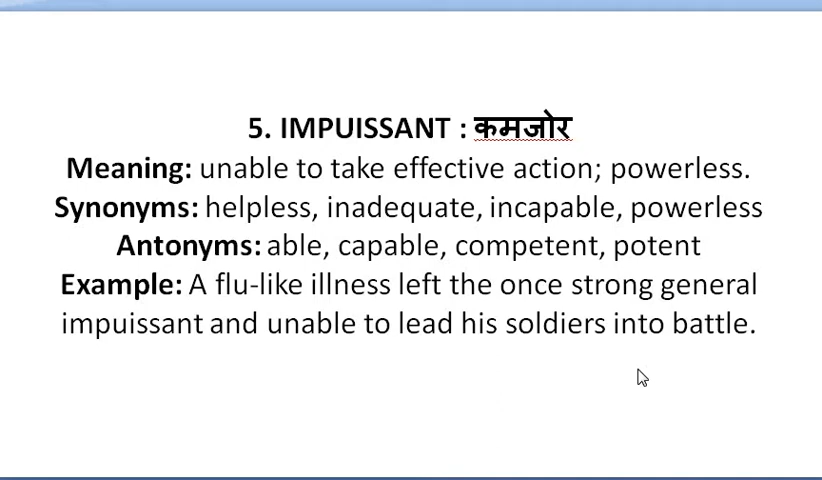 5. IMPUISSANT : कमजोर
Meaning: unable to take effective action; powerless.
Synonyms: helpless, inadequate, incapable, powerless
Antonyms: able, capable, competent, potent
Example: A flu-like illness left the once strong general
impuissant and unable to lead his soldiers into battle.